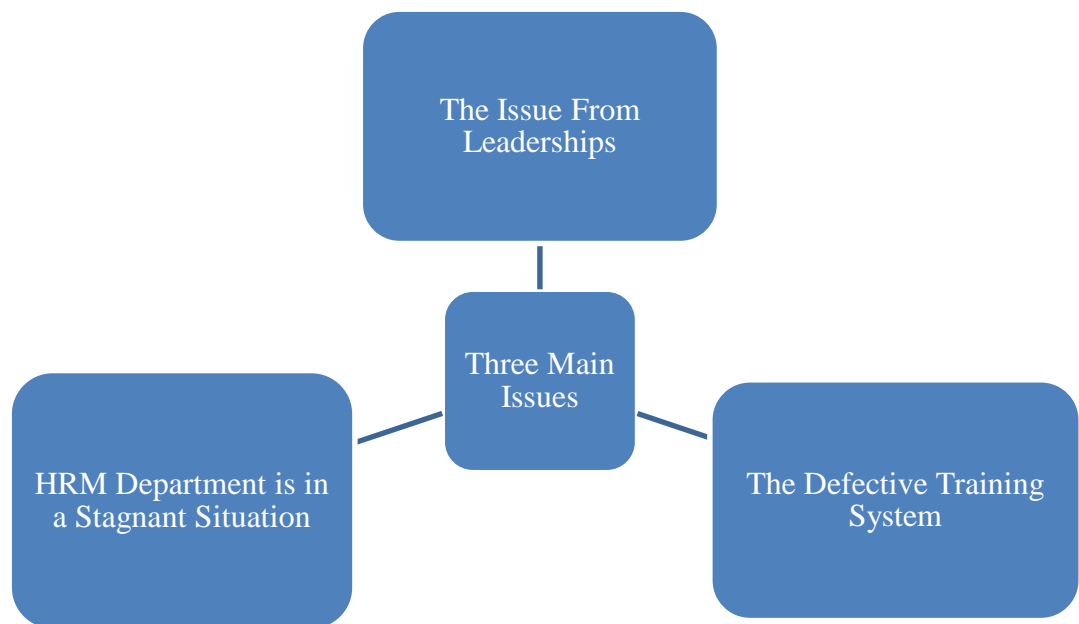 The Issue From
Leaderships
Three Main
Issues
HRM Department is in
a Stagnant Situation
The Defective Training
System